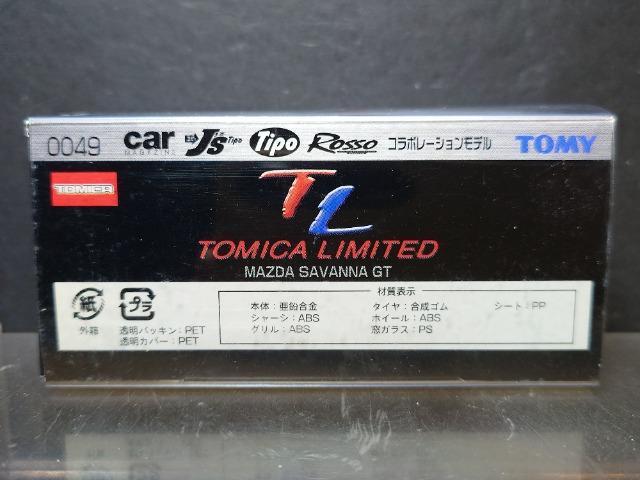 0049 car MAGAZINE J's Tipo Tipo Rosso コラボレーションモデル TOMY
TOMICA
TL
TOMICA LIMITED
MAZDA SAVANNA GT
紙 プラ
外箱
透明パッキン：PET
透明カバー：PET
材質表示
本体：亜鉛合金 タイヤ：合成ゴム シート：PP
シャーシ：ABS ホイール：ABS
グリル：ABS 窓ガラス：PS